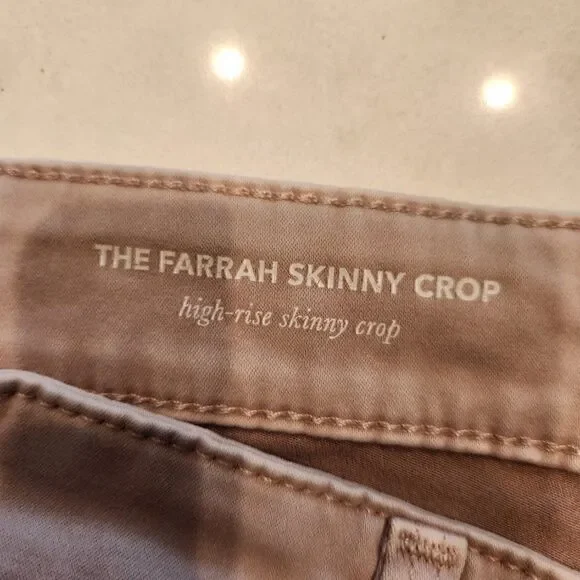 THE FARRAH SKINNY CROP
high-rise skinny crop